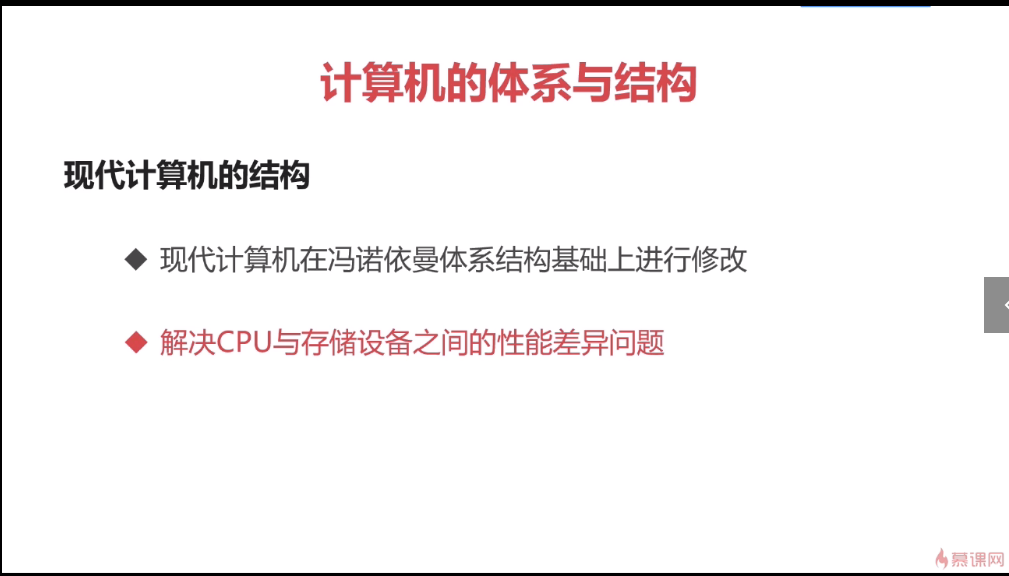 计算机的体系与结构
现代计算机的结构
◆ 现代计算机在冯诺依曼体系结构基础上进行修改
◆ 解决CPU与存储设备之间的性能差异问题
慕课网